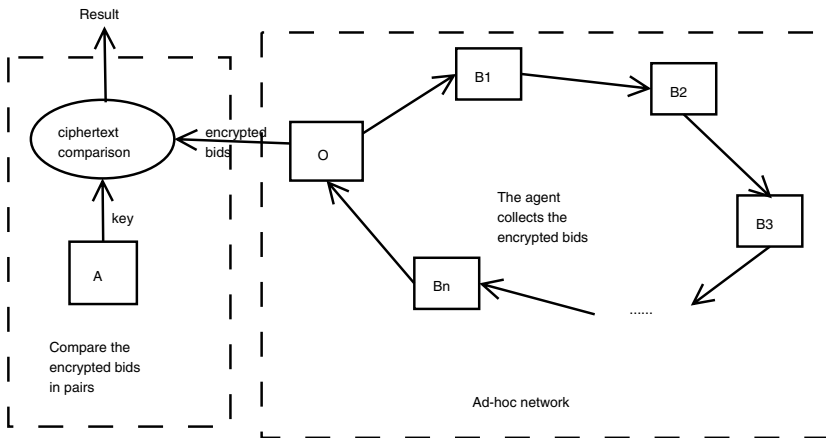 Result
ciphertext
comparison
encrypted
bids
key
A
Compare the
encrypted bids
in pairs
O
B1
B2
B3
......
Bn
The agent
collects the
encrypted bids
Ad-hoc network